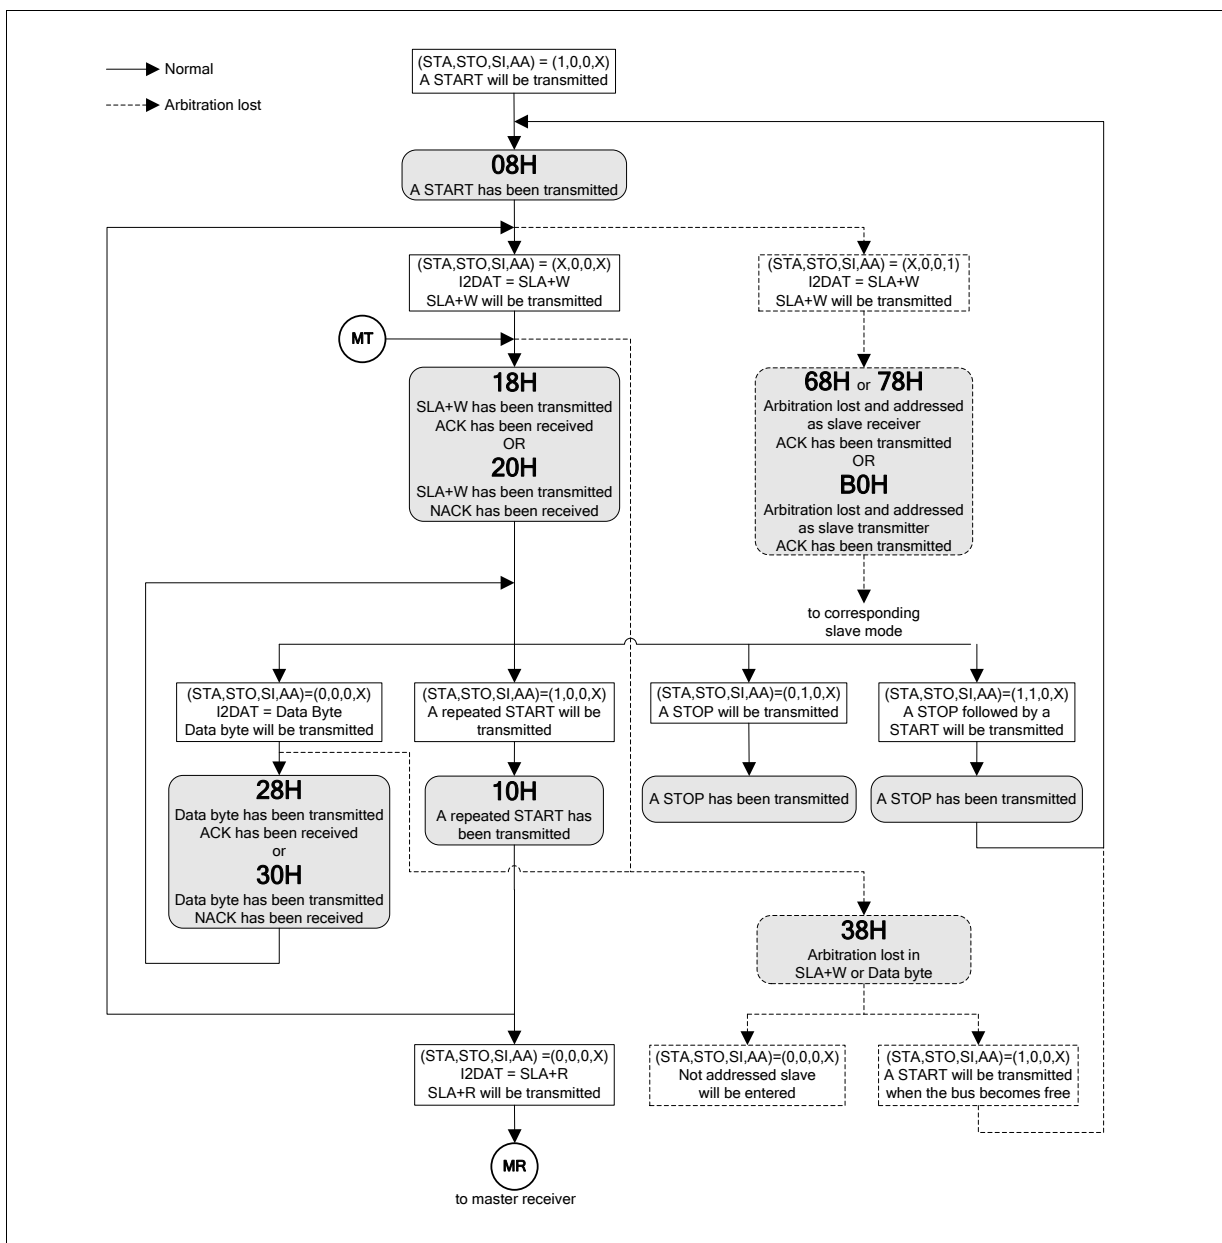 Normal
Arbitration lost
(STA,STO,SI,AA) = (1,0,0,X)
A START will be transmitted
08H
A START has been transmitted
(STA,STO,SI,AA) = (X,0,0,X)
I2DAT = SLA+W
SLA+W will be transmitted
(STA,STO,SI,AA) = (X,0,0,1)
I2DAT = SLA+W
SLA+W will be transmitted
MT
18H
SLA+W has been transmitted
ACK has been received
OR
20H
SLA+W has been transmitted
NACK has been received
68H or 78H
Arbitration lost and addressed
as slave receiver
ACK has been transmitted
OR
B0H
Arbitration lost and addressed
as slave transmitter
ACK has been transmitted
to corresponding
slave mode
(STA,STO,SI,AA)=(0,0,0,X)
I2DAT = Data Byte
Data byte will be transmitted
(STA,STO,SI,AA)=(1,0,0,X)
A repeated START will be
transmitted
(STA,STO,SI,AA)=(0,1,0,X)
A STOP will be transmitted
(STA,STO,SI,AA)=(1,1,0,X)
A STOP followed by a
START will be transmitted
28H
Data byte has been transmitted
ACK has been received
or
30H
Data byte has been transmitted
NACK has been received
10H
A repeated START has
been transmitted
A STOP has been transmitted
A STOP has been transmitted
38H
Arbitration lost in
SLA+W or Data byte
(STA,STO,SI,AA) =(0,0,0,X)
I2DAT = SLA+R
SLA+R will be transmitted
(STA,STO,SI,AA)=(0,0,0,X)
Not addressed slave
will be entered
(STA,STO,SI,AA)=(1,0,0,X)
A START will be transmitted
when the bus becomes free
MR
to master receiver